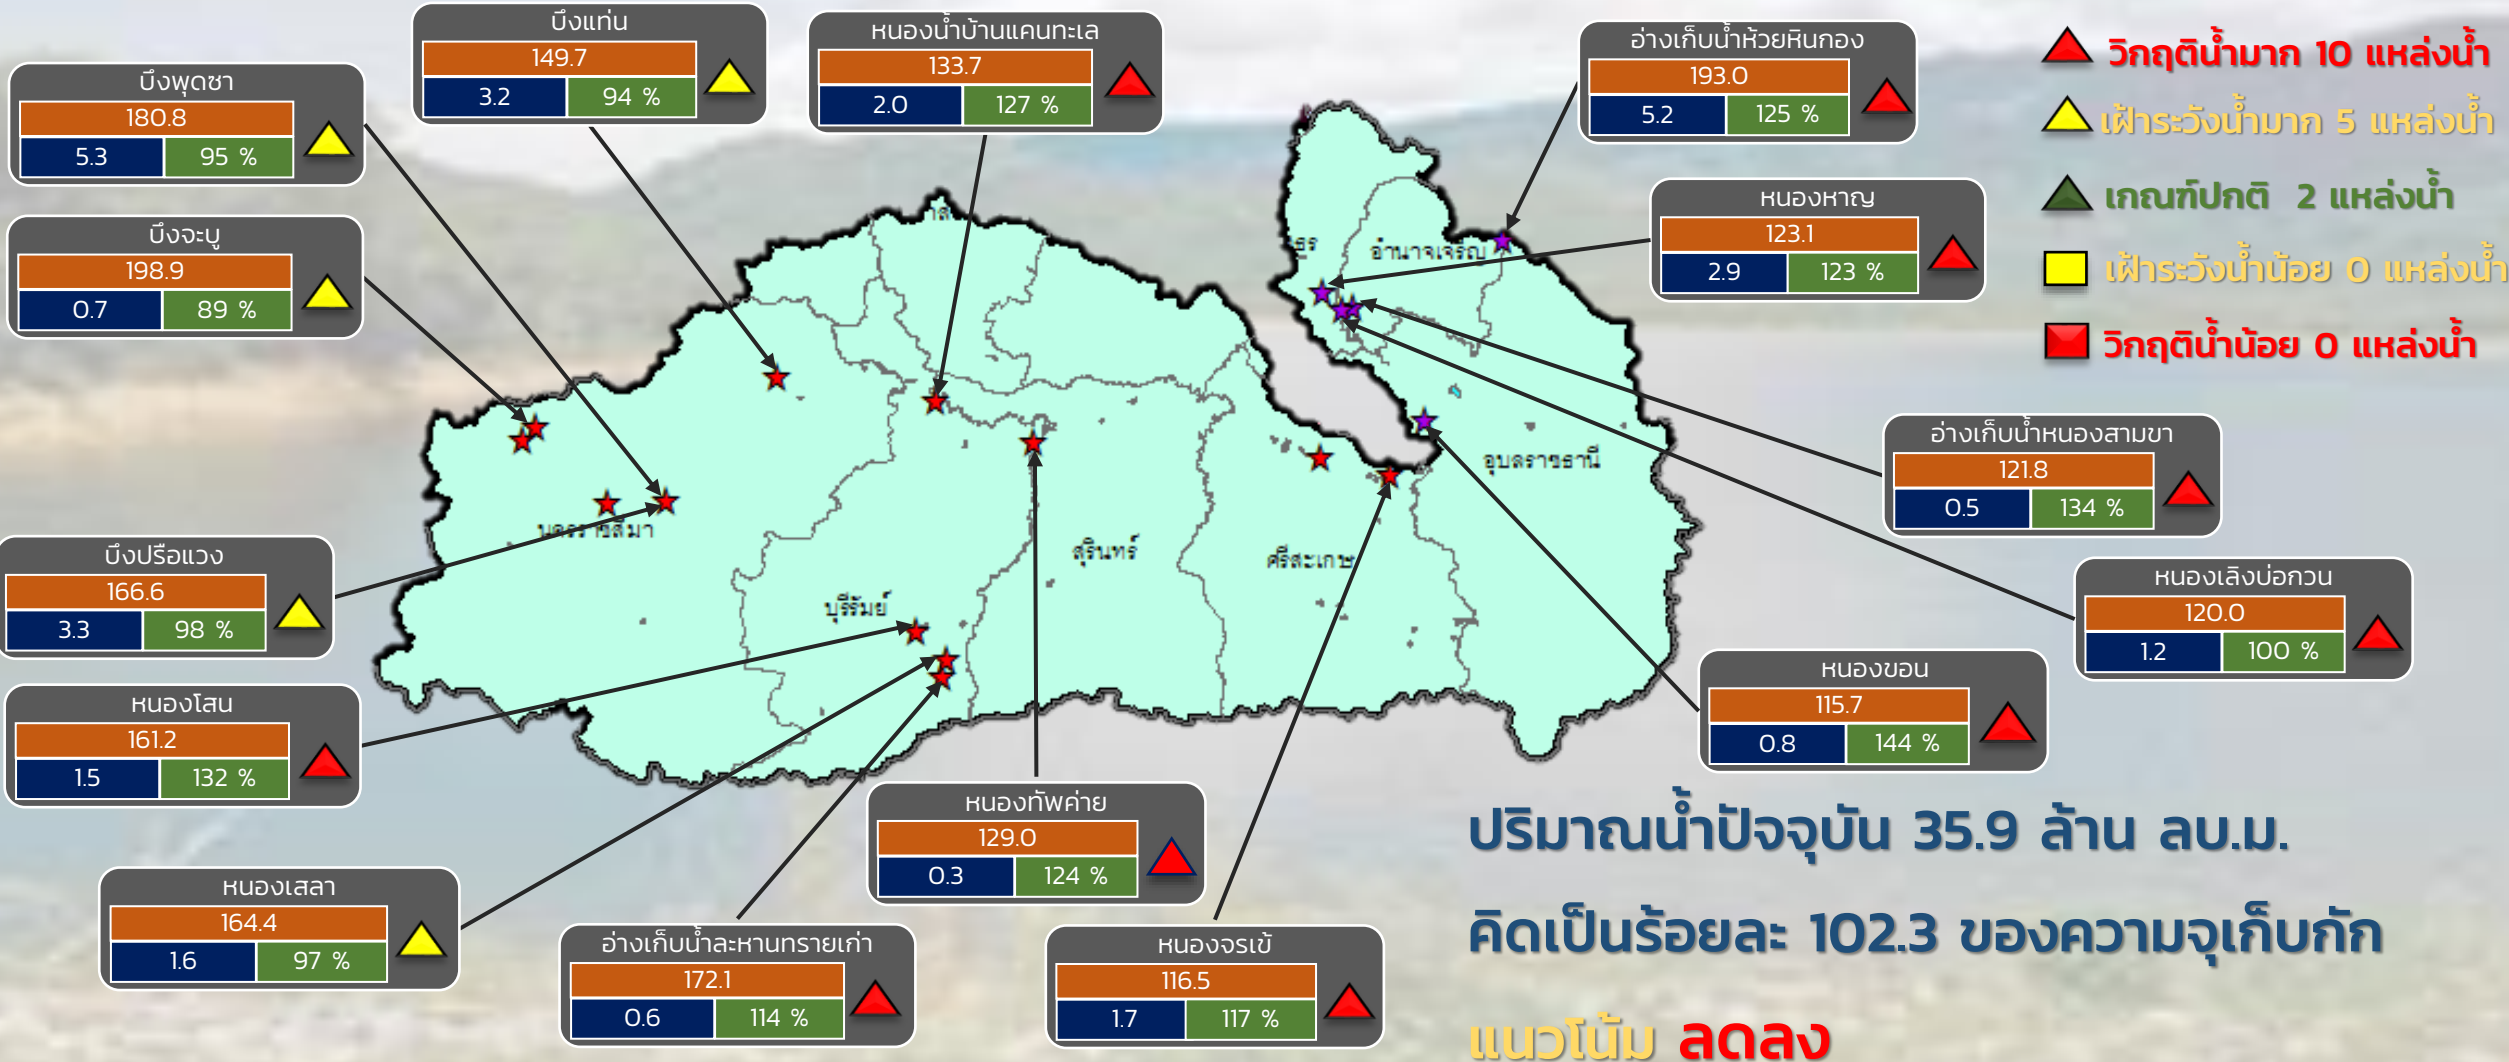 บึงแท่น
149.7
3.2 94 %
หนองน้ำบ้านแคนทะเล
133.7
2.0 127 %
อ่างเก็บน้ำห้วยหินกอง
193.0
5.2 125 %
วิกฤติน้ำมาก 10 แหล่งน้ำ
เฝ้าระวังน้ำมาก 5 แหล่งน้ำ
เกณฑ์ปกติ 2 แหล่งน้ำ
เฝ้าระวังน้ำน้อย 0 แหล่งน้ำ
วิกฤติน้ำน้อย 0 แหล่งน้ำ
บึงพุดซา
180.8
5.3 95 %
บึงจะบู
198.9
0.7 89 %
หนองหาญ
123.1
2.9 123 %
อำนาจเจริญ
อุบลราชธานี
นครราชสีมา
สุรินทร์
ศรีสะเกษ
บุรีรัมย์
อ่างเก็บน้ำหนองสามขา
121.8
0.5 134 %
บึงปรือแวง
166.6
3.3 98 %
หนองเลิงบ่อกวน
120.0
1.2 100 %
หนองขอน
115.7
0.8 144 %
หนองโสน
161.2
1.5 132 %
หนองทัพค่าย
129.0
0.3 124 %
หนองเสลา
164.4
1.6 97 %
อ่างเก็บน้ำละหานทรายเก่า
172.1
0.6 114 %
หนองจรเข้
116.5
1.7 117 %
ปริมาณน้ำปัจจุบัน 35.9 ล้าน ลบ.ม.
คิดเป็นร้อยละ 102.3 ของความจุเก็บกัก
แนวโน้ม ลดลง